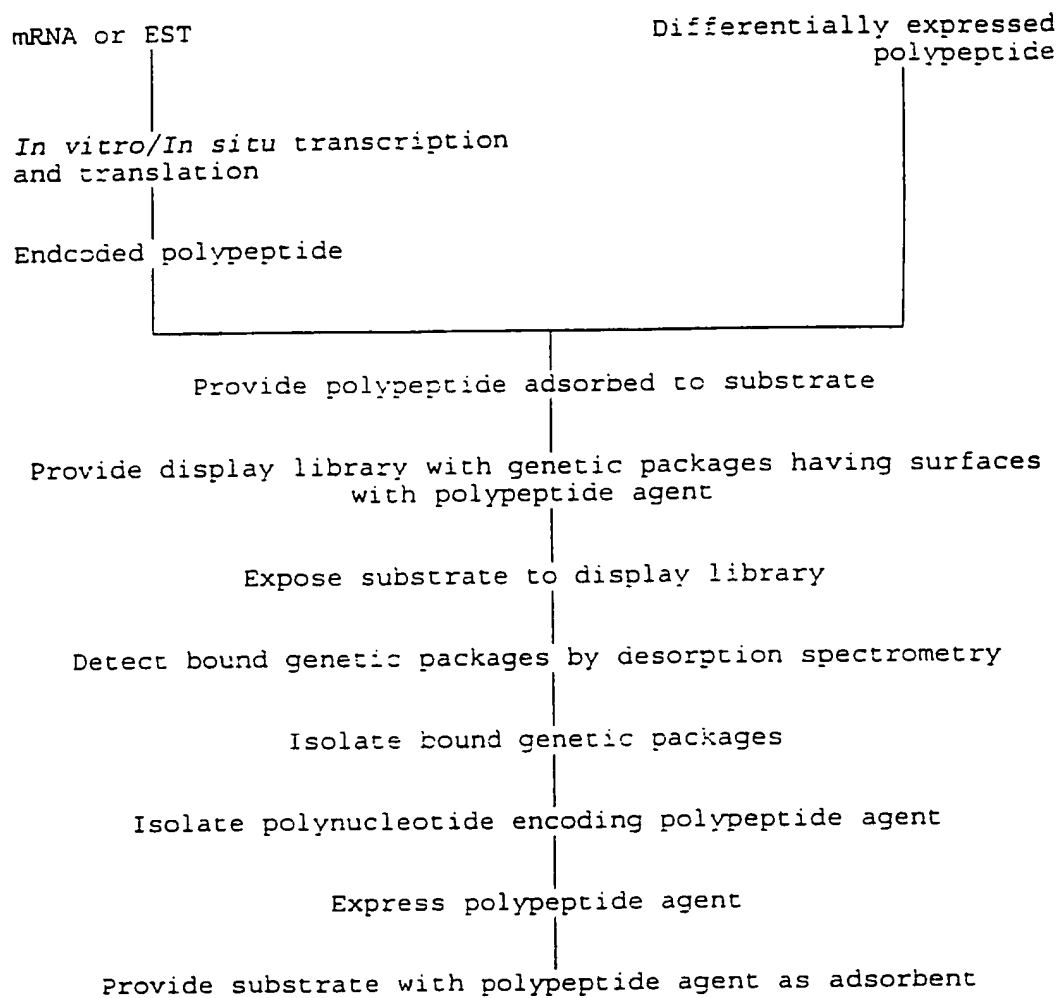 mRNA or EST
Differentially expressed
polypeptide
In vitro/In situ transcription
and translation
Endcoded polypeptide
Provide polypeptide adsorbed to substrate
Provide display library with genetic packages having surfaces
with polypeptide agent
Expose substrate to display library
Detect bound genetic packages by desorption spectrometry
Isolate bound genetic packages
Isolate polynucleotide encoding polypeptide agent
Express polypeptide agent
Provide substrate with polypeptide agent as adsorbent